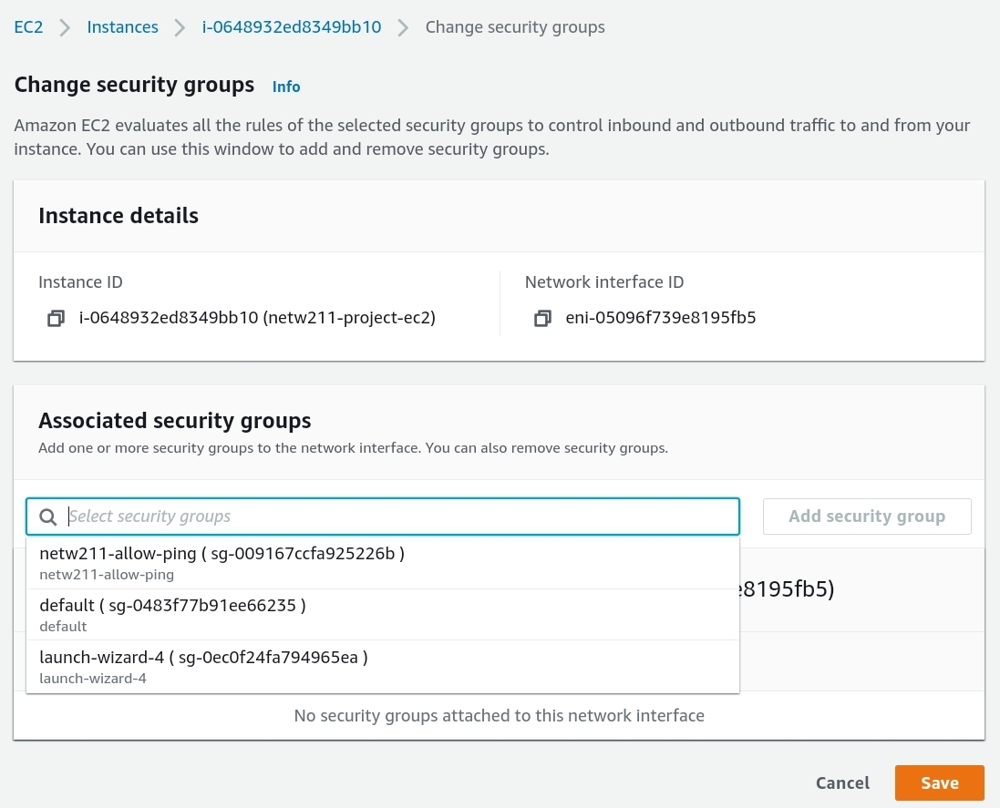 EC2 > Instances > i-0648932ed8349bb10 > Change security groups
Change security groups Info
Amazon EC2 evaluates all the rules of the selected security groups to control inbound and outbound traffic to and from your
instance. You can use this window to add and remove security groups.
Instance details
Instance ID
i-0648932ed8349bb10 (netw211-project-ec2)
Network interface ID
eni-05096f739e8195fb5
Associated security groups
Add one or more security groups to the network interface. You can also remove security groups.
Select security groups
Add security group
netw211-allow-ping ( sg-009167ccfa925226b )
netw211-allow-ping
default ( sg-0483f77b91ee66235 )
default
launch-wizard-4 ( sg-0ec0f24fa794965ea )
launch-wizard-4
e8195fb5)
No security groups attached to this network interface
Cancel
Save